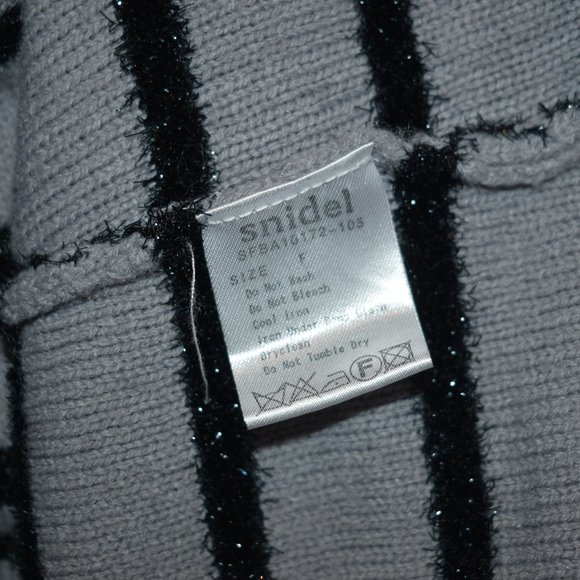 snidel
SFBA10172-103
SIZE F
Do Not Wash
Do Not Bleach
Cool Iron
Iron Under Damp Cloth
Dryclean
Do Not Tumble Dry
F